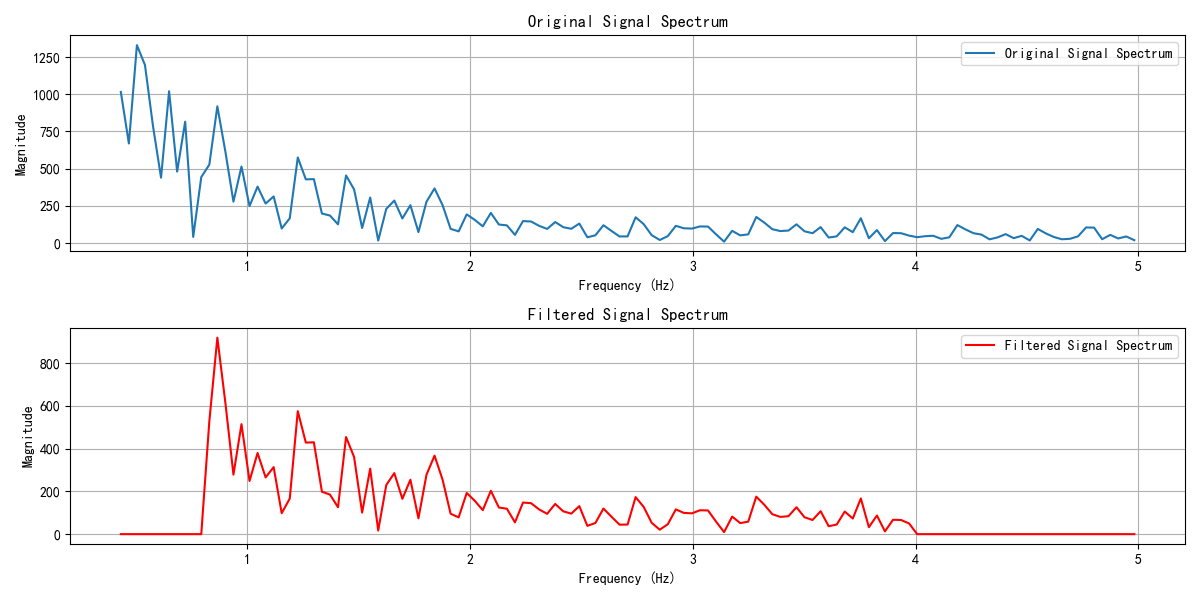 Original Signal Spectrum
Original Signal Spectrum
Magnitude
1250
1000
750
500
250
0
1 2 3 4 5
Frequency (Hz)
Filtered Signal Spectrum
Filtered Signal Spectrum
Magnitude
800
600
400
200
0
1 2 3 4 5
Frequency (Hz)